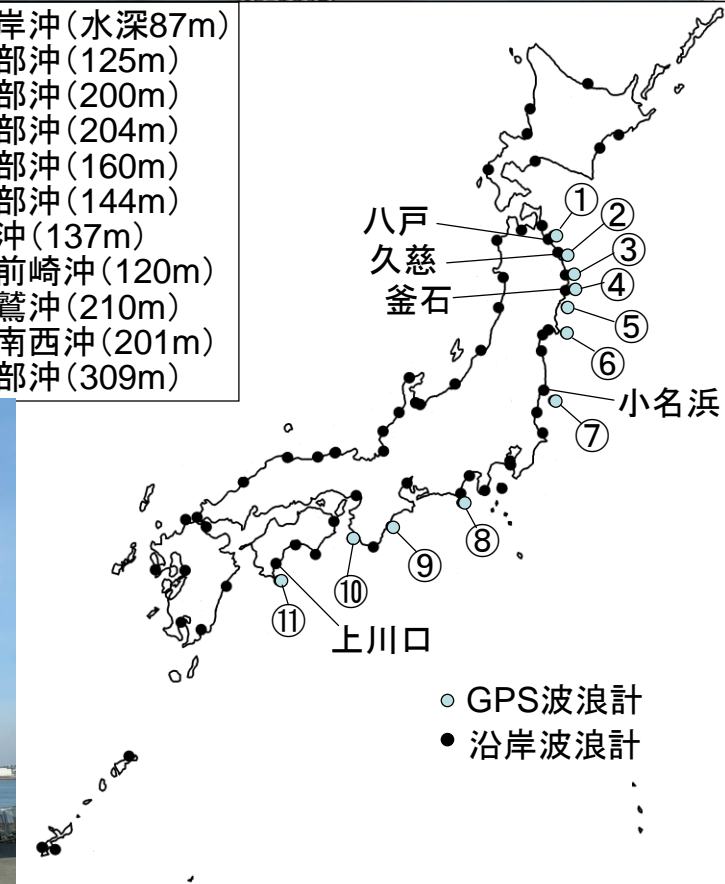 岸沖(水深87m)
部沖(125m)
部沖(200m)
部沖(204m)
部沖(160m)
部沖(144m)
沖(137m)
前崎沖(120m)
鷲沖(210m)
南西沖(201m)
部沖(309m)
八戸
久慈
釜石
①
②
③
④
⑤
⑥
小名浜
⑦
⑧
⑨
⑩
⑪
上川口
GPS波浪計
沿岸波浪計